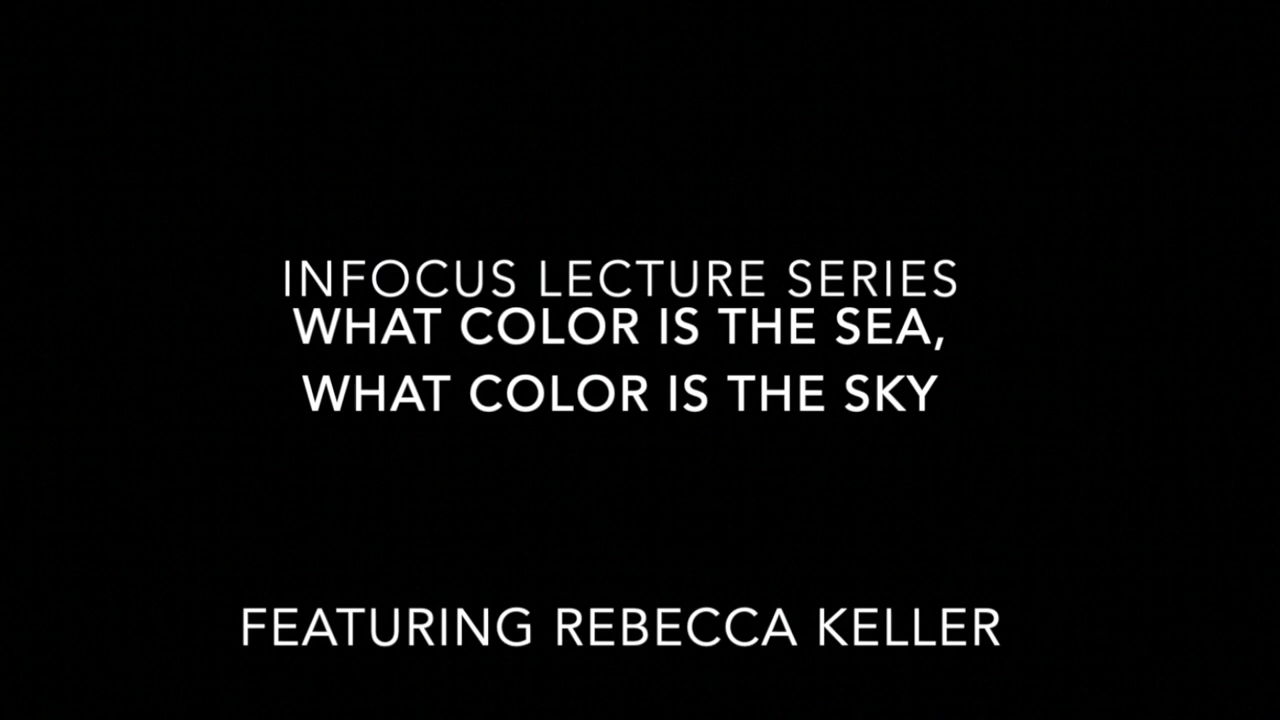 INFOCUS LECTURE SERIES
WHAT COLOR IS THE SEA,
WHAT COLOR IS THE SKY
FEATURING REBECCA KELLER